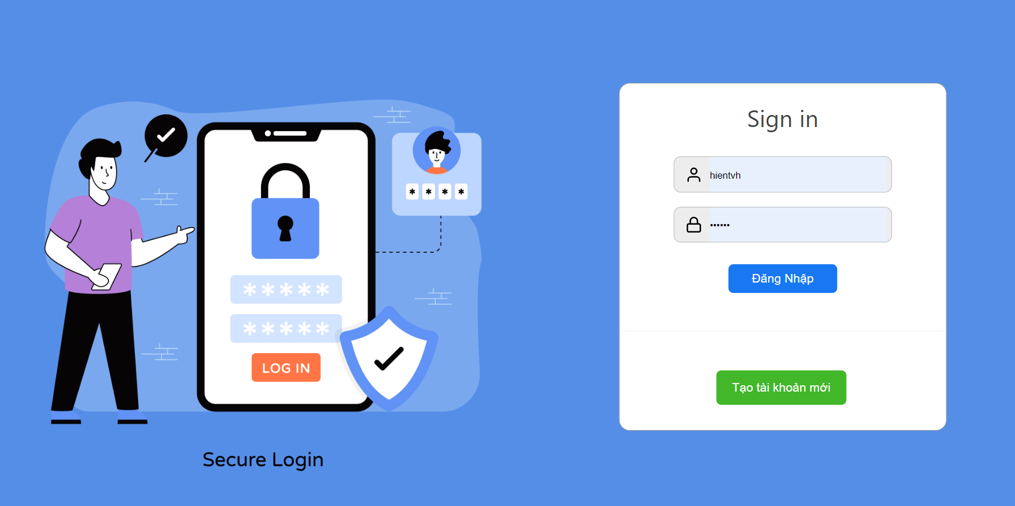 Sign in
hientvh
••••••
Đăng Nhập
Tạo tài khoản mới
* * * *
*****
*****
LOG IN
Secure Login